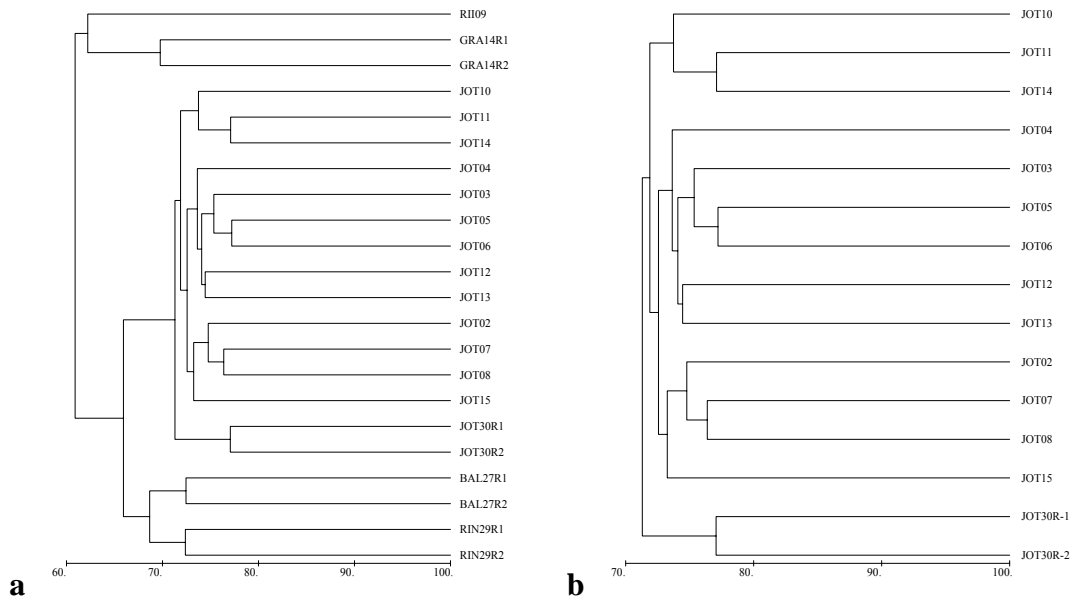 RII09
GRA14R1
GRA14R2
JOT10
JOT11
JOT14
JOT04
JOT03
JOT05
JOT06
JOT12
JOT13
JOT02
JOT07
JOT08
JOT15
JOT30R1
JOT30R2
BAL27R1
BAL27R2
RIN29R1
RIN29R2
60. 70. 80. 90. 100.
a
JOT10
JOT11
JOT14
JOT04
JOT03
JOT05
JOT06
JOT12
JOT13
JOT02
JOT07
JOT08
JOT15
JOT30R-1
JOT30R-2
70. 80. 90. 100.
b